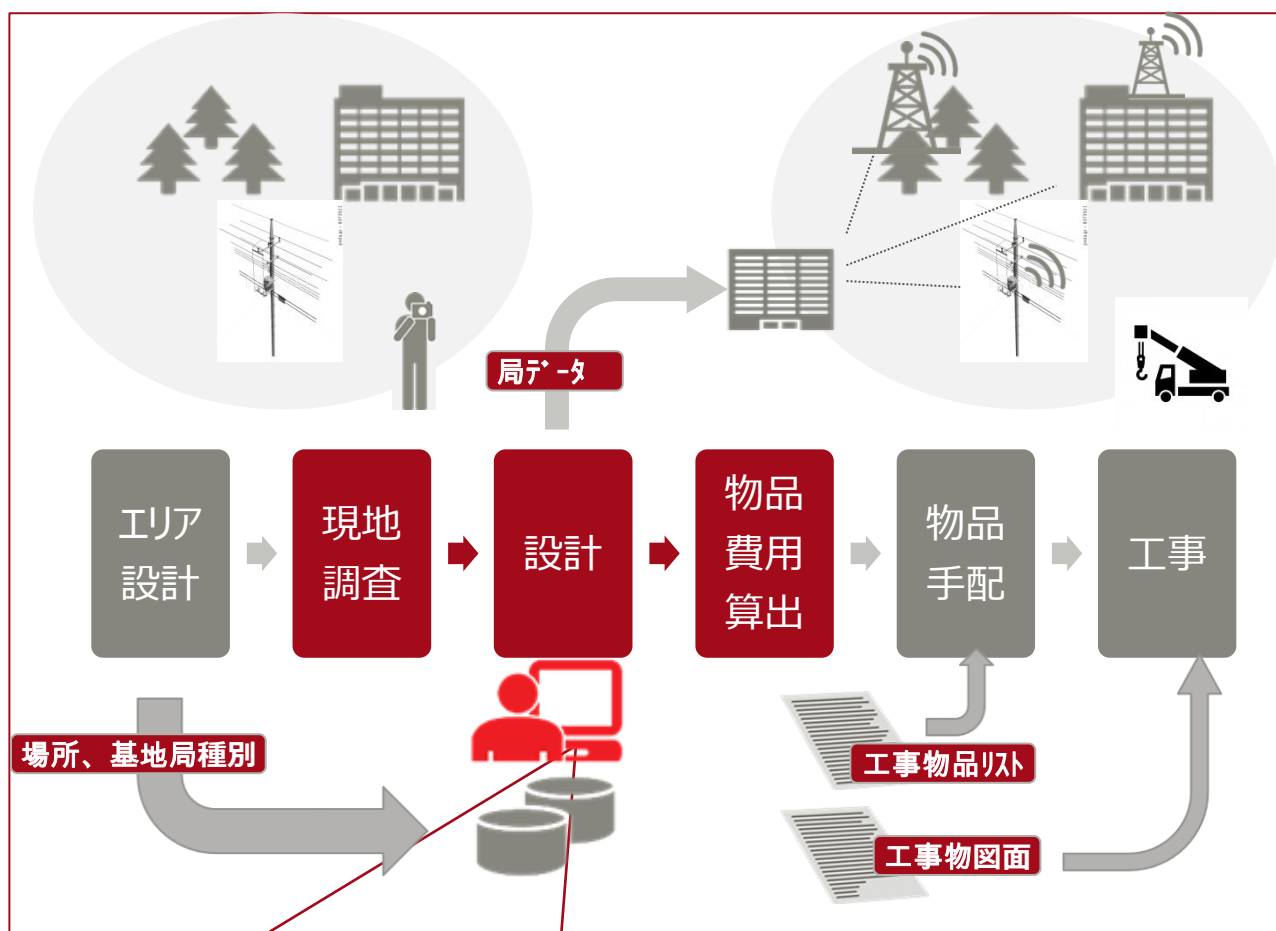 局ﾃﾞｰﾀ
エリア
設計
現地
調査
設計
物品
費用
算出
物品
手配
工事
場所、基地局種別
工事物品ﾘｽﾄ
工事物図面